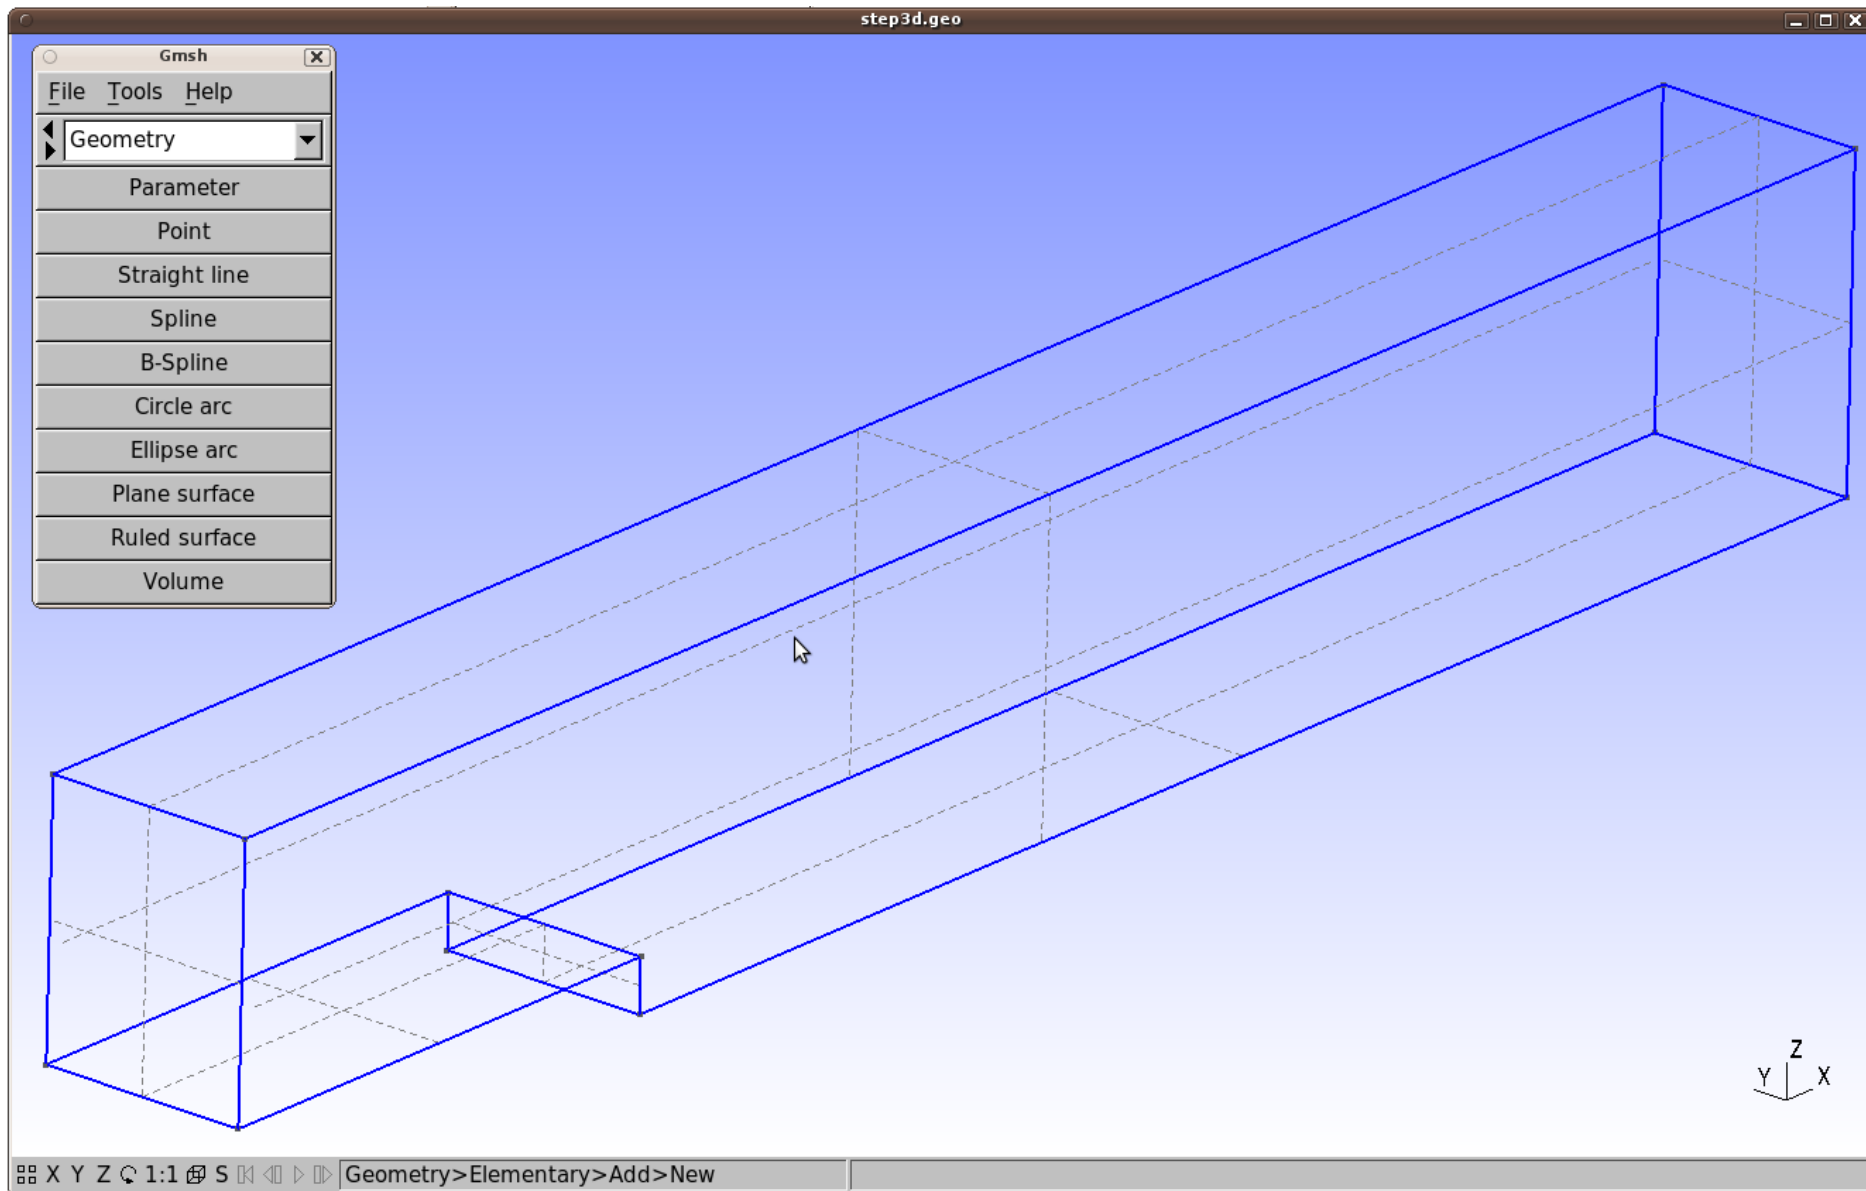 step3d.geo
Gmsh
File Tools Help
Geometry
Parameter
Point
Straight line
Spline
B-Spline
Circle arc
Ellipse arc
Plane surface
Ruled surface
Volume
Z
Y X
X Y Z 1:1 S Geometry>Elementary>Add>New